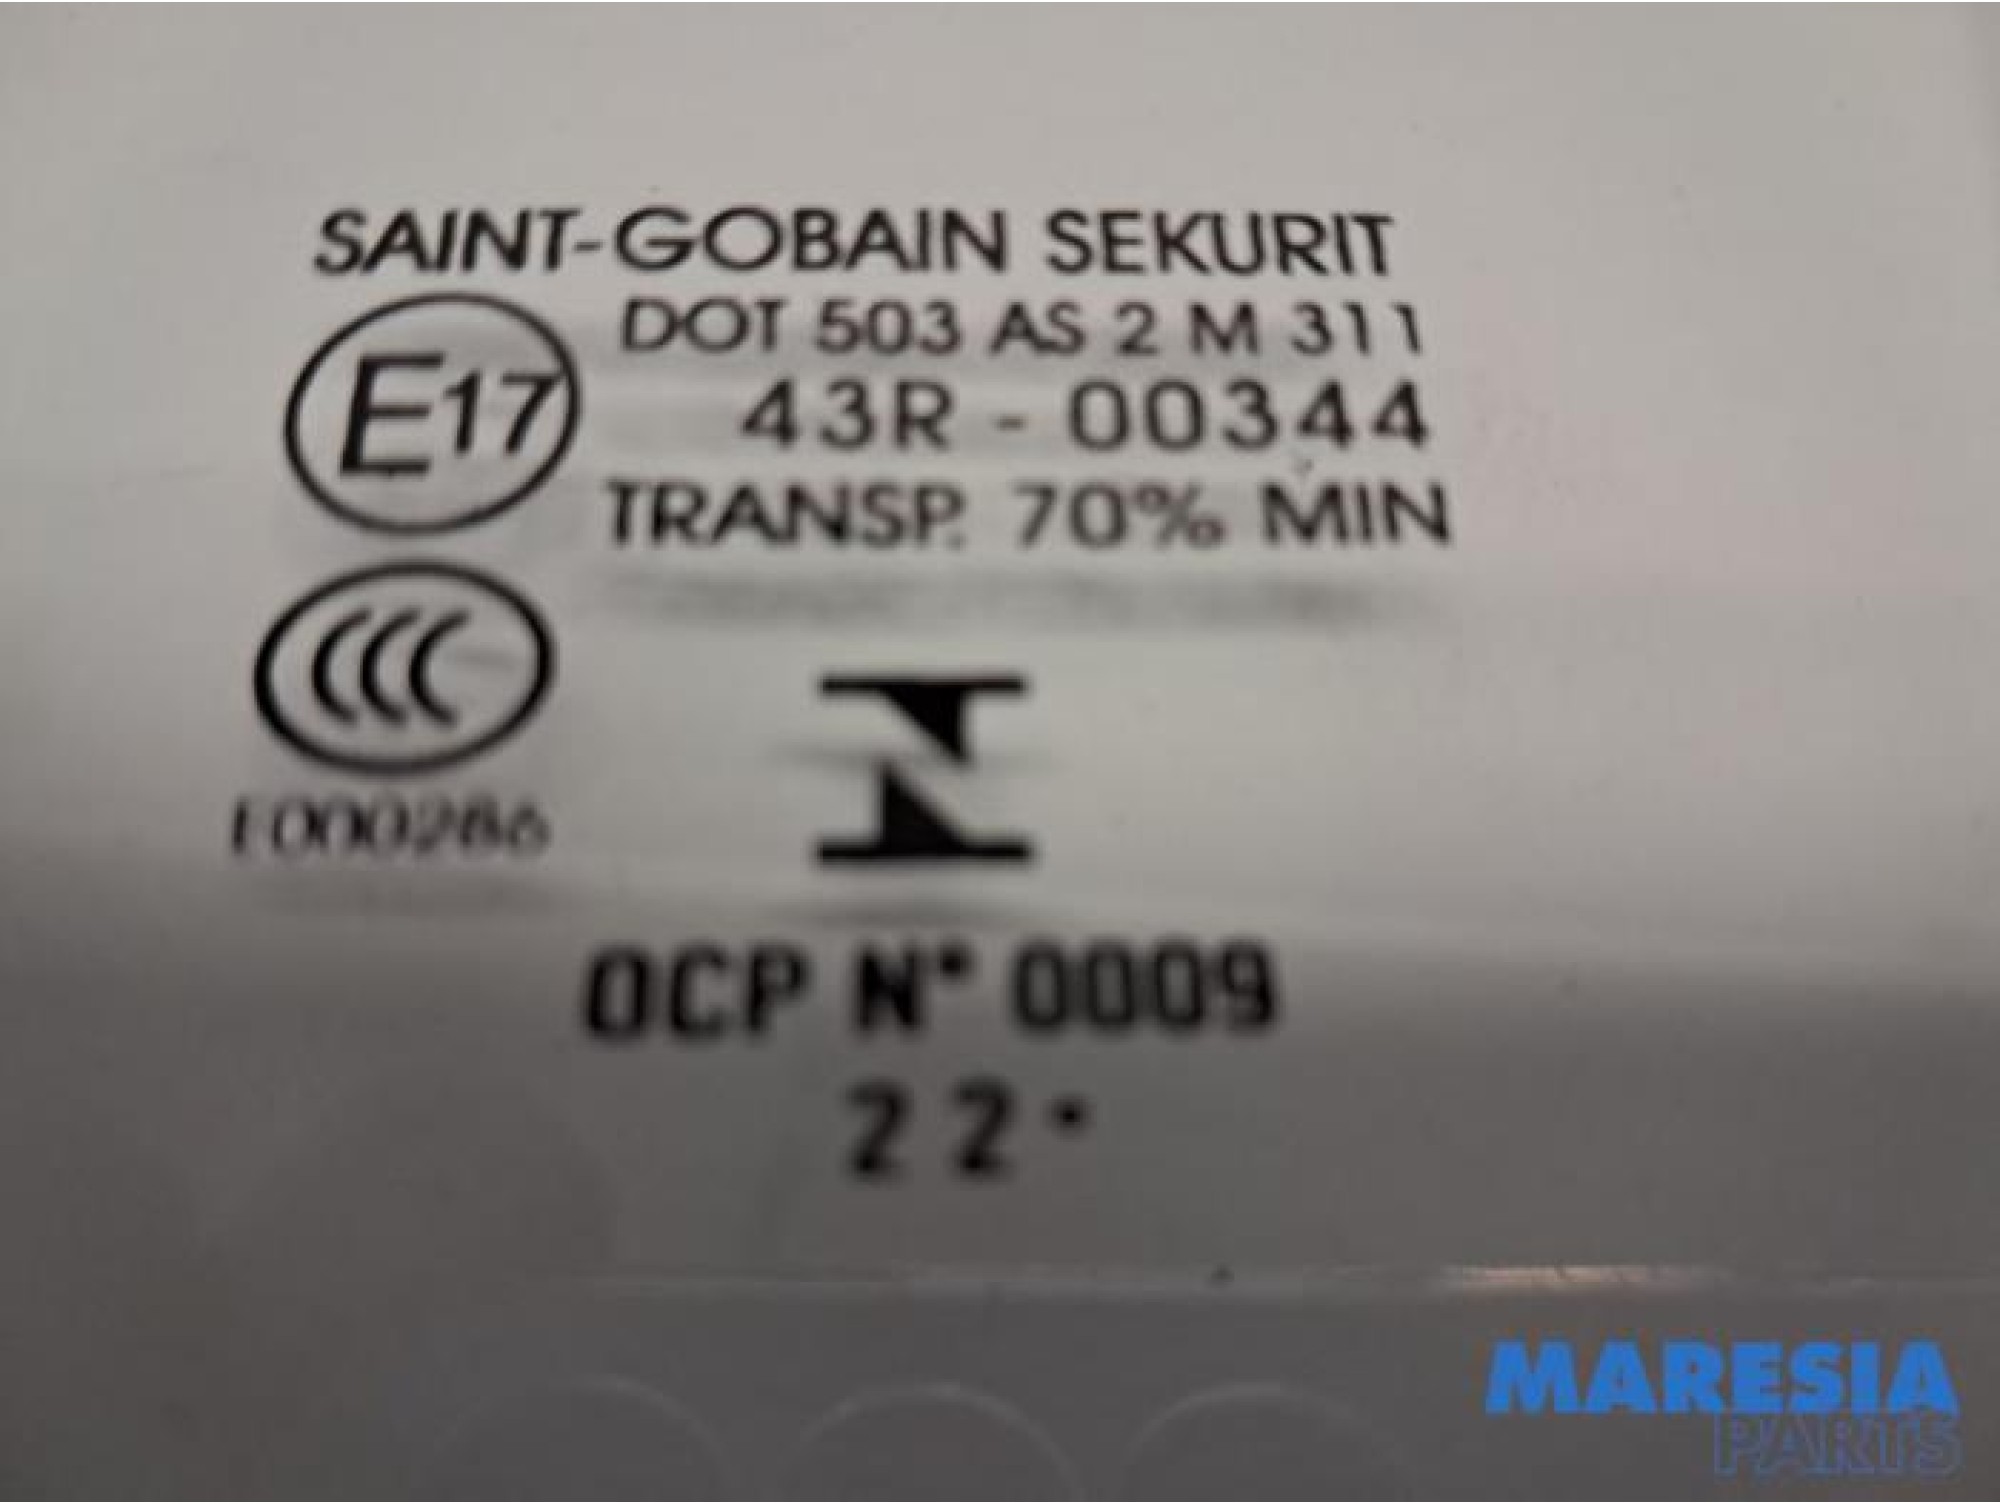 SAINT-GOBAIN SEKURIT
DOT 503 AS 2 M 311
E17
43R - 00344
TRANSP. 70% MIN
CCC
E000286
OCP N° 0009
2 2 •
MARESIA
PARTS